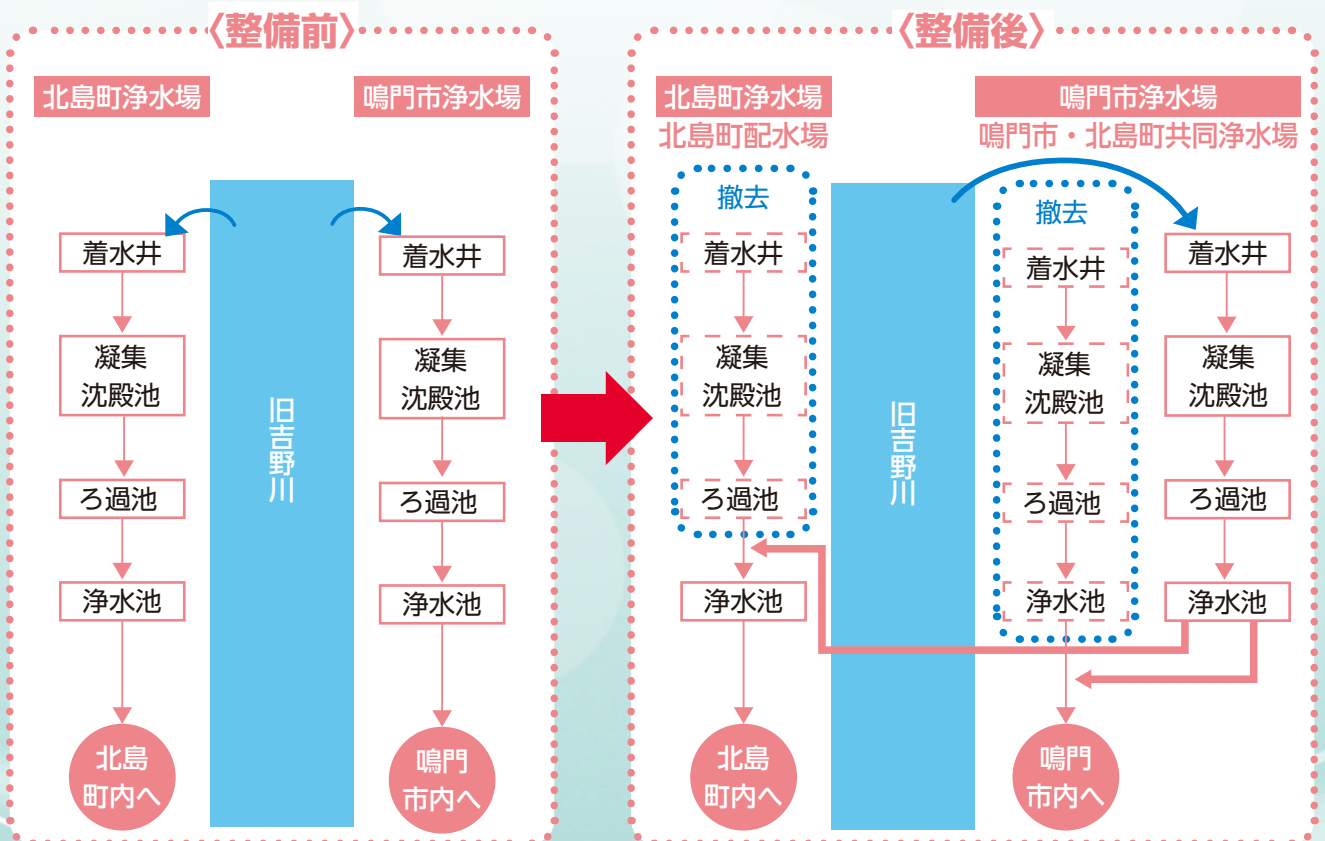 〈整備前〉
北島町浄水場
鳴門市浄水場
着水井
凝集
沈殿池
ろ過池
浄水池
北島
町内へ
旧吉野川
着水井
凝集
沈殿池
ろ過池
浄水池
鳴門
市内へ
〈整備後〉
北島町浄水場
北島町配水場
鳴門市浄水場
鳴門市・北島町共同浄水場
撤去
着水井
凝集
沈殿池
ろ過池
浄水池
北島
町内へ
旧吉野川
撤去
着水井
凝集
沈殿池
ろ過池
浄水池
鳴門
市内へ
着水井
凝集
沈殿池
ろ過池
浄水池